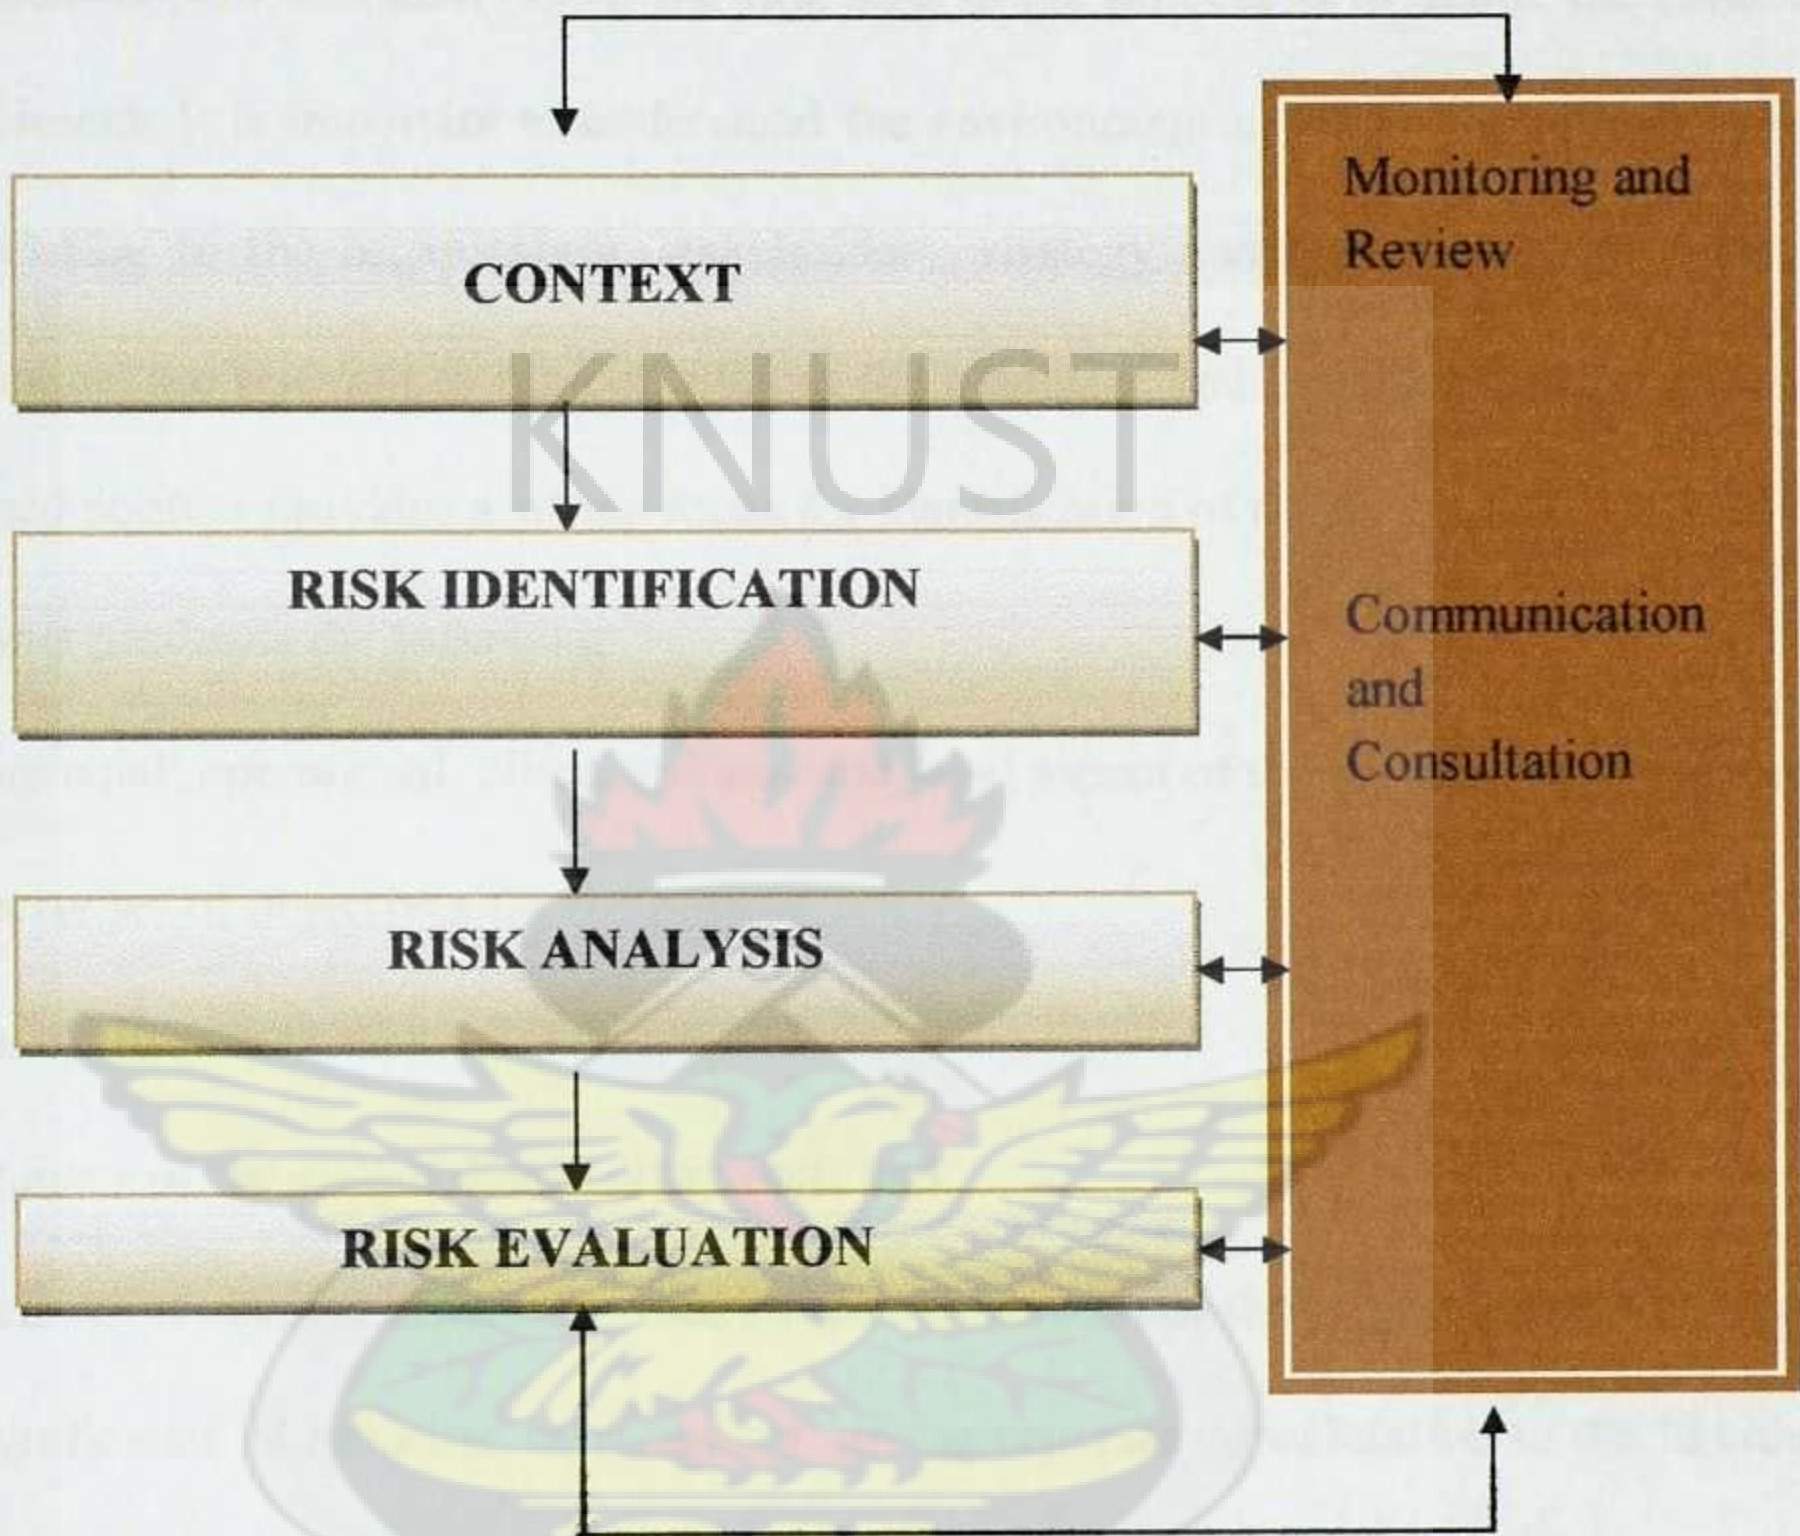 CONTEXT
KNUST
RISK IDENTIFICATION
RISK ANALYSIS
RISK EVALUATION
Monitoring and
Review
Communication
and
Consultation